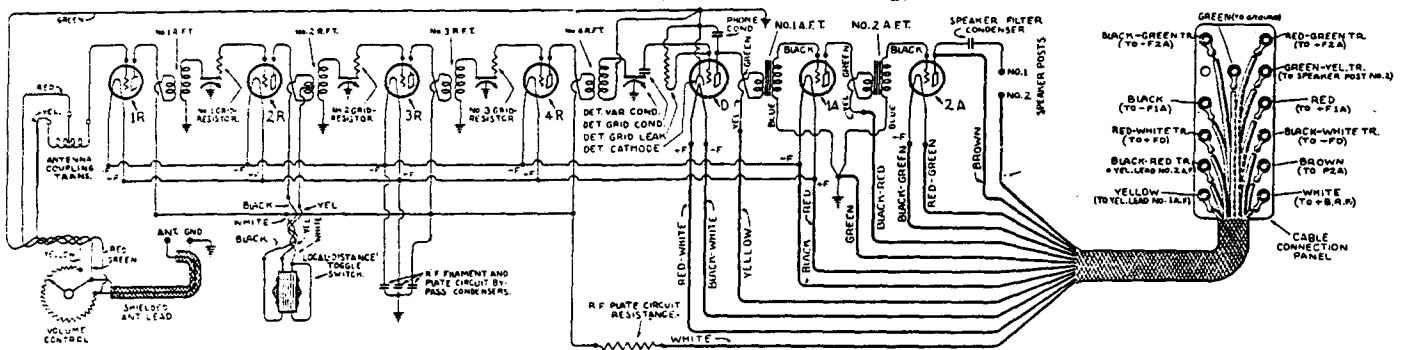 GREEN
No.1 R.F.T.
No.2 R.F.T.
No.3 R.F.T.
No.4 R.F.T.
PHONE
COND.
GREEN
No.1 A.F.T.
BLACK
GREEN
No.2 A.F.T.
BLACK
SPEAKER FILTER
CONDENSER
NO.1
NO.2
SPEAKER POSTS
RED
YEL.
1R
No.1 GRID-
RESISTOR
2R
No.2 GRID-
RESISTOR
3R
No.3 GRID-
RESISTOR
4R
D
1A
2A
DET. VAR COND.
DET. GRID COND.
DET. GRID LEAK
DET. CATHODE
YEL.
BLUE
YEL.
BLUE
ANTENNA
COUPLING
TRANS.
-F
+F
-F
+F
-F
+F
-F
+F
+F
-F
-F
+F
BLACK
YEL
WHITE
WHITE
BLACK
"LOCAL-DISTANCE"
TOGGLE
SWITCH
ANT. GND
YELLOW
RED
GREEN
SHIELDED
ANT. LEAD
VOLUME
CONTROL
R.F. FILAMENT AND
PLATE CIRCUIT BY-
PASS CONDENSERS.
R.F. PLATE CIRCUIT
RESISTANCE
WHITE
RED-WHITE
BLACK-WHITE
YELLOW
BLACK
RED
GREEN
BLACK-RED
BLACK-GREEN
RED-GREEN
BROWN
GREEN (TO GROUND)
BLACK-GREEN TR.
(TO -F2A)
RED-GREEN TR.
(TO +F2A)
GREEN-YEL. TR.
(TO SPEAKER POST NO.2)
BLACK
(TO -F1A)
RED
(TO +F1A)
RED-WHITE TR.
(TO +FD)
BLACK-WHITE TR.
(TO -FD)
BLACK-RED TR.
BROWN
(TO P2A)
YELLOW
(TO YEL. LEAD NO.1A.F)
WHITE
(TO +B.R.F.)
CABLE
CONNECTION
PANEL